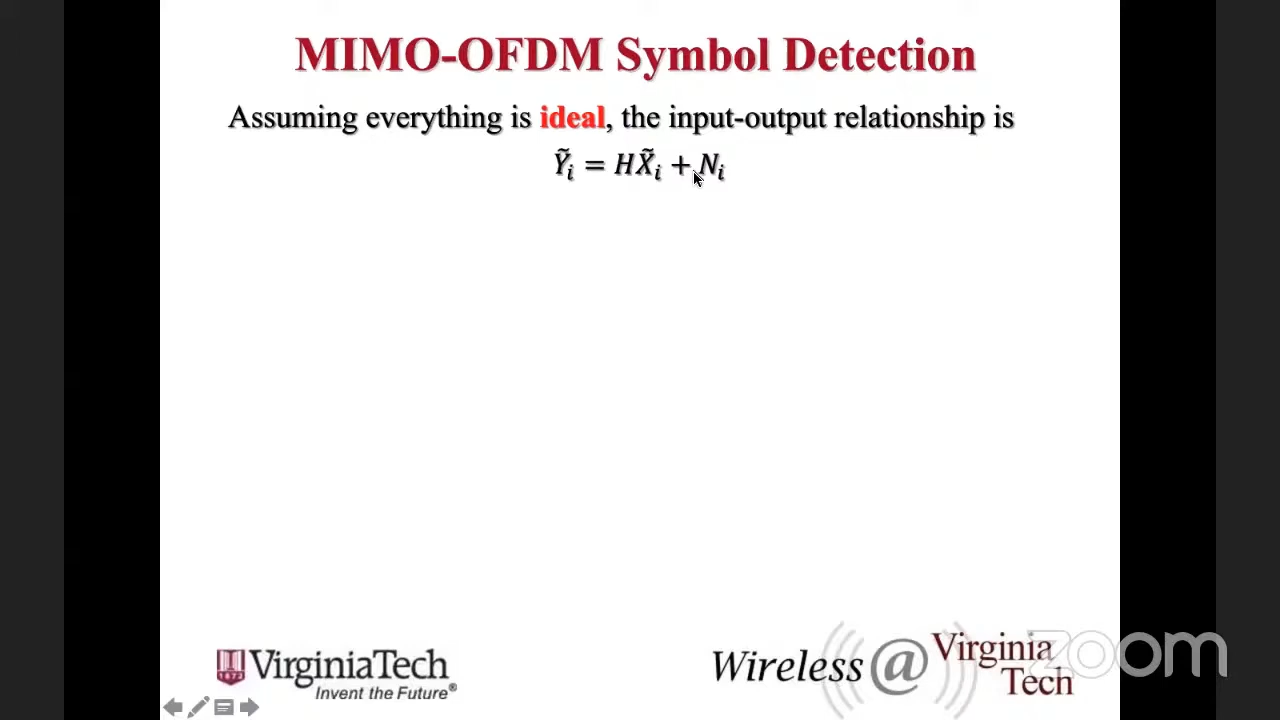 MIMO-OFDM Symbol Detection
Assuming everything is ideal, the input-output relationship is
Ỹᵢ = HX̃ᵢ + Nᵢ
1872
VirginiaTech
Invent the Future®
Wireless @ Virginia Tech
zoom